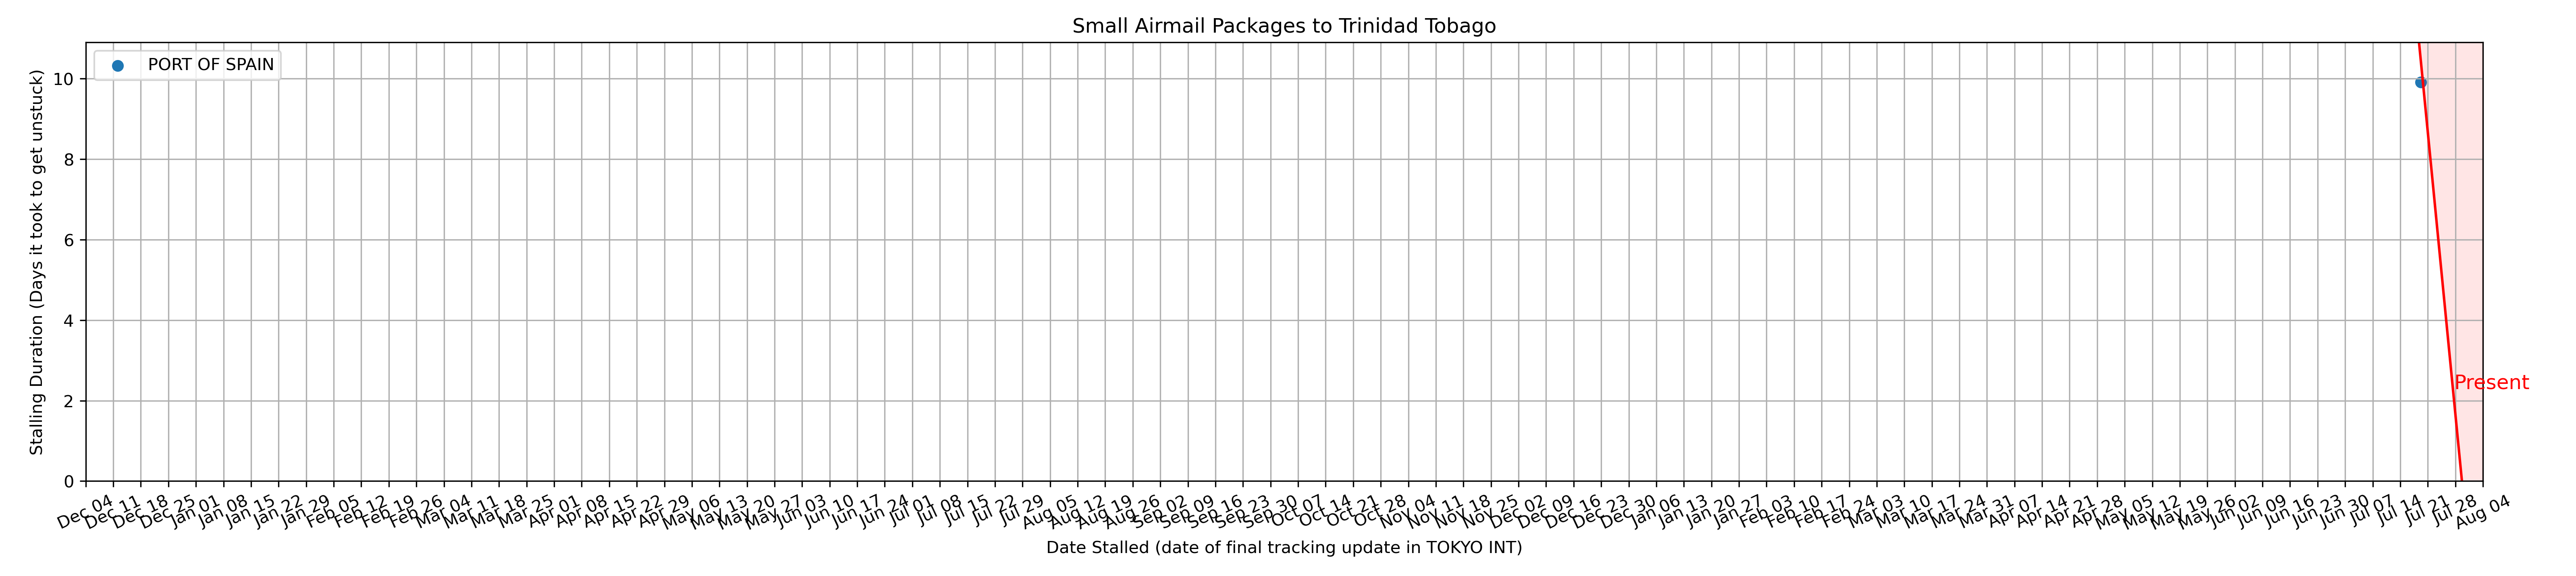 Small Airmail Packages to Trinidad Tobago
PORT OF SPAIN
Stalling Duration (Days it took to get unstuck)
10
8
6
4
2
0
Present
Dec 04
Dec 11
Dec 18
Dec 25
Jan 01
Jan 08
Jan 15
Jan 22
Jan 29
Feb 05
Feb 12
Feb 19
Feb 26
Mar 04
Mar 11
Mar 18
Mar 25
Apr 01
Apr 08
Apr 15
Apr 22
Apr 29
May 06
May 13
May 20
May 27
Jun 03
Jun 10
Jun 17
Jun 24
Jul 01
Jul 08
Jul 15
Jul 22
Jul 29
Aug 05
Aug 12
Aug 19
Aug 26
Sep 02
Sep 09
Sep 16
Sep 23
Sep 30
Oct 07
Oct 14
Oct 21
Oct 28
Nov 04
Nov 11
Nov 18
Nov 25
Dec 02
Dec 09
Dec 16
Dec 23
Dec 30
Jan 06
Jan 13
Jan 20
Jan 27
Feb 03
Feb 10
Feb 17
Feb 24
Mar 03
Mar 10
Mar 17
Mar 24
Mar 31
Apr 07
Apr 14
Apr 21
Apr 28
May 05
May 12
May 19
May 26
Jun 02
Jun 09
Jun 16
Jun 23
Jun 30
Jul 07
Jul 14
Jul 21
Jul 28
Aug 04
Date Stalled (date of final tracking update in TOKYO INT)